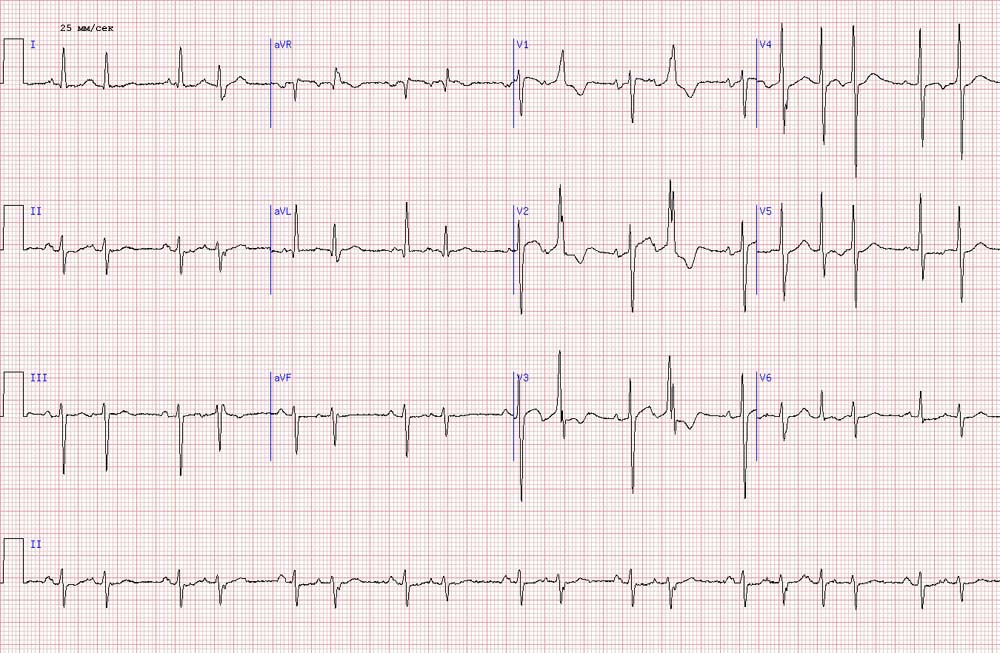 25 мм/сек
I aVR V1 V4
II aVL V2 V5
III aVF V3 V6
II